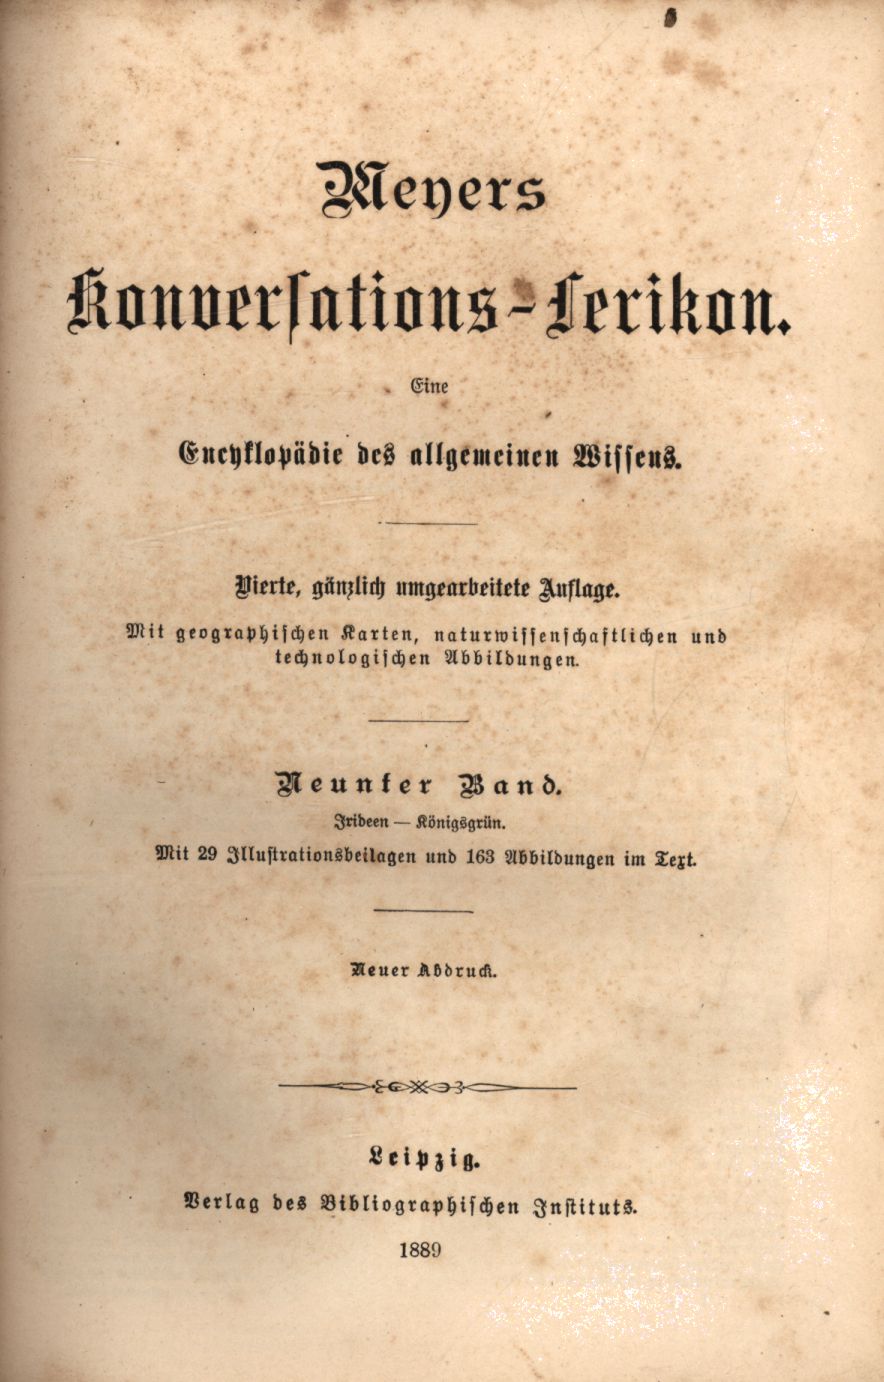 Meyers
Konversations-Lexikon.
Eine
Encyklopädie des allgemeinen Wissens.
Vierte, gänzlich umgearbeitete Auflage.
Mit geographischen Karten, naturwissenschaftlichen und
technologischen Abbildungen.
Neunter Band.
Irideen — Königsgrün.
Mit 29 Illustrationsbeilagen und 163 Abbildungen im Text.
Neuer Abdruck.
Leipzig.
Verlag des Bibliographischen Instituts.
1889